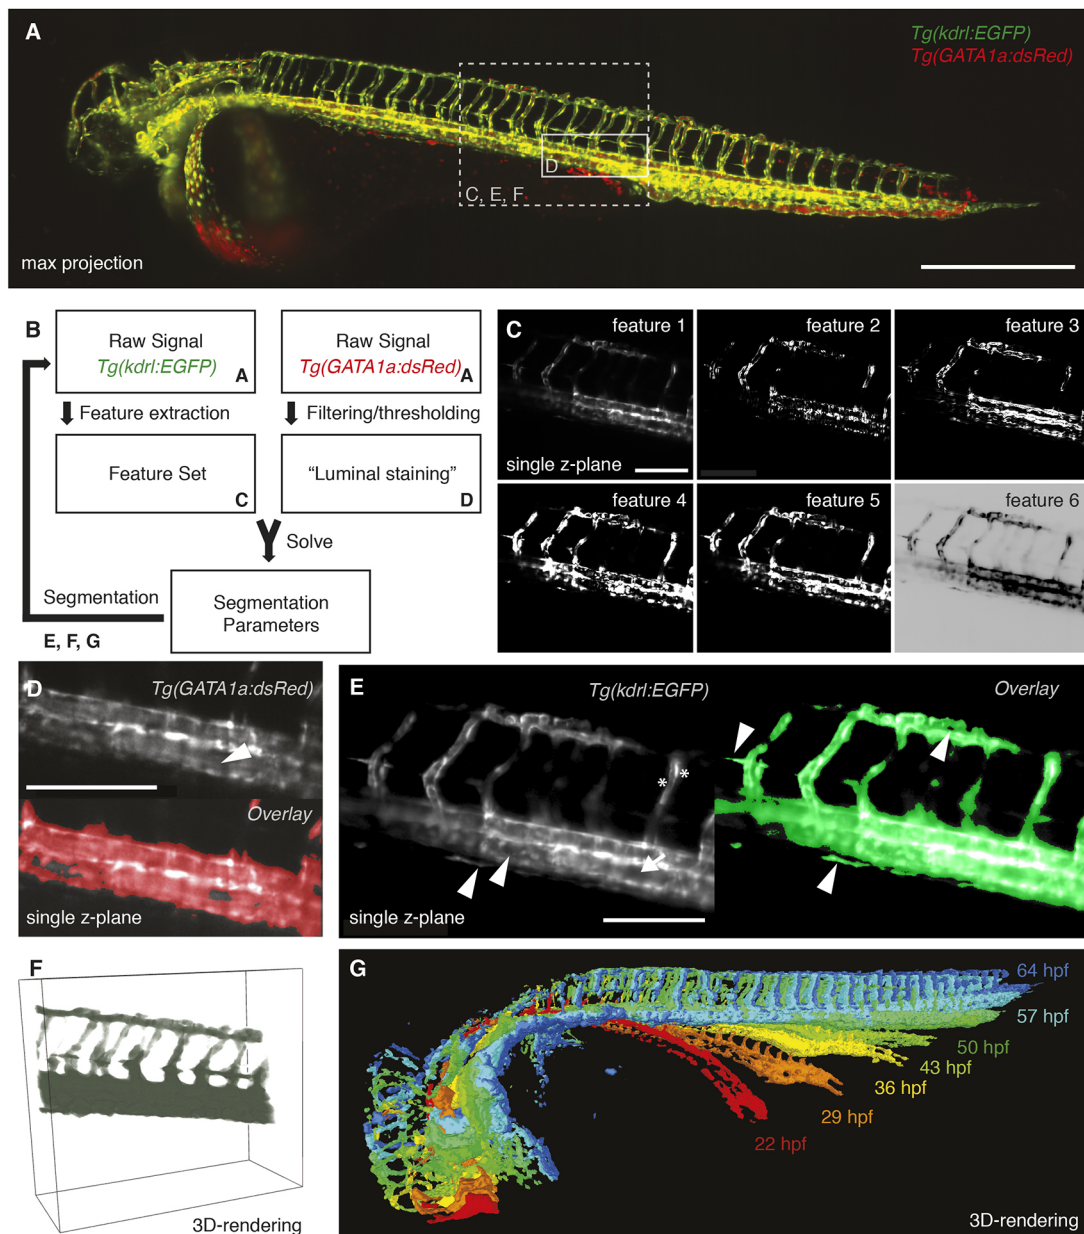 A
Tg(kdrl:EGFP)
Tg(GATA1a:dsRed)
D
C, E, F
max projection
B
Raw Signal
Tg(kdrl:EGFP)
A
Raw Signal
Tg(GATA1a:dsRed)
A
Feature extraction
Filtering/thresholding
Feature Set
C
“Luminal staining”
D
Solve
Segmentation
E, F, G
Segmentation
Parameters
C
feature 1
feature 2
feature 3
single z-plane
feature 4
feature 5
feature 6
D
Tg(GATA1a:dsRed)
Overlay
single z-plane
E
Tg(kdrl:EGFP)
Overlay
* *
single z-plane
F
3D-rendering
G
64 hpf
57 hpf
50 hpf
43 hpf
36 hpf
29 hpf
22 hpf
3D-rendering